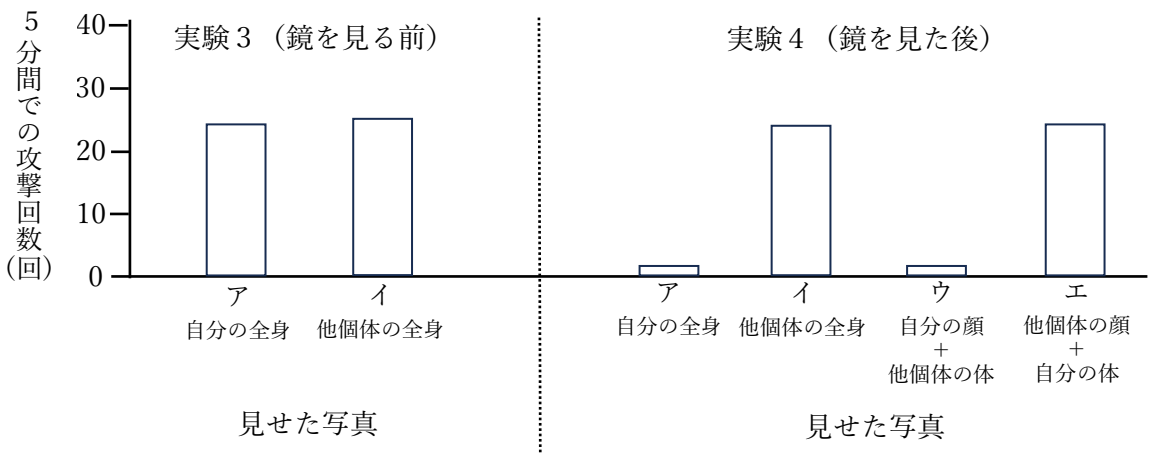 5分間での攻撃回数(回)
40
30
20
10
0
実験3(鏡を見る前)
ア
自分の全身
イ
他個体の全身
見せた写真
実験4(鏡を見た後)
ア
自分の全身
イ
他個体の全身
ウ
自分の顔
+
他個体の体
エ
他個体の顔
+
自分の体
見せた写真